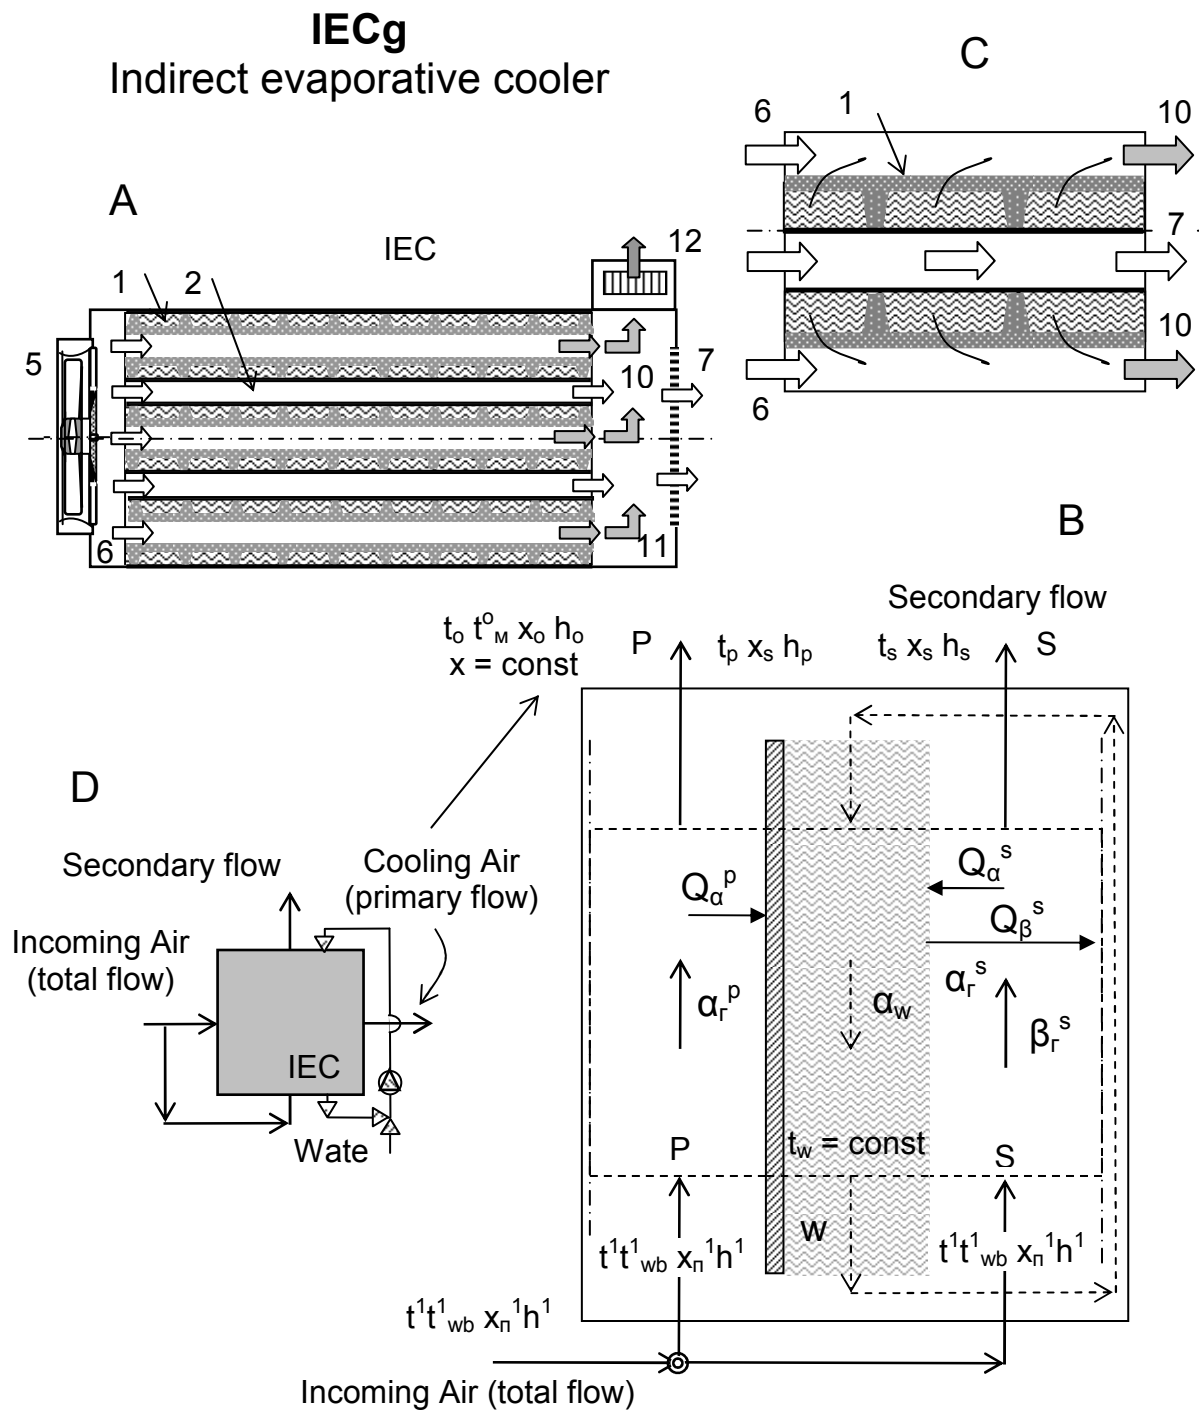 IECg
Indirect evaporative cooler
C
6
1
10
7
10
6
A
IEC
12
1
2
5
10
7
6
11
B
Secondary flow
tₒ tᵒₘ xₒ hₒ
x = const
P
tₚ xₛ hₚ
tₛ xₛ hₛ
S
D
Secondary flow
Cooling Air
(primary flow)
Incoming Air
(total flow)
IEC
Wate
Qαᵖ
Qαˢ
Qβˢ
αгᵖ
αw
αгˢ
βгˢ
P
t_w = const
S
w
t¹t¹wb xп¹h¹
t¹t¹wb xп¹h¹
t¹t¹wb xп¹h¹
Incoming Air (total flow)